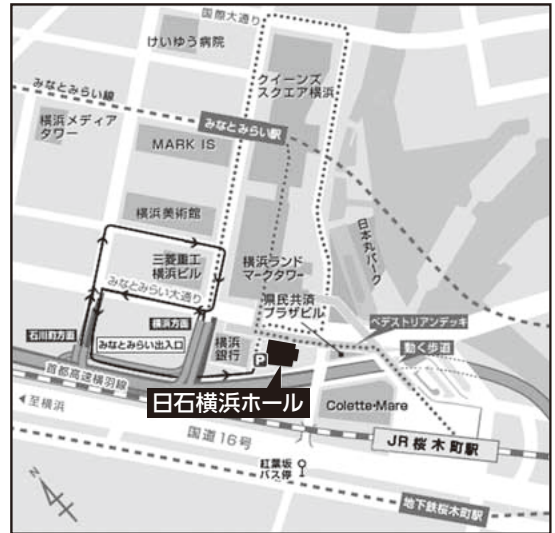 国際大通り
けいゆう病院
クイーンズ
スクエア横浜
みなとみらい線
みなとみらい駅
横浜メディア
タワー
MARK IS
横浜美術館
日本丸パーク
三菱重工
横浜ビル
横浜ランド
マークタワー
みなとみらい大通り
県民共済
プラザビル
ペデストリアンデッキ
石川町方面
横浜方面
みなとみらい出入口
横浜
銀行
P
動く歩道
首都高速横羽線
日石横浜ホール
Colette・Mare
◀至横浜
国道16号
JR桜木町駅
紅葉坂
バス停
地下鉄桜木町駅
N